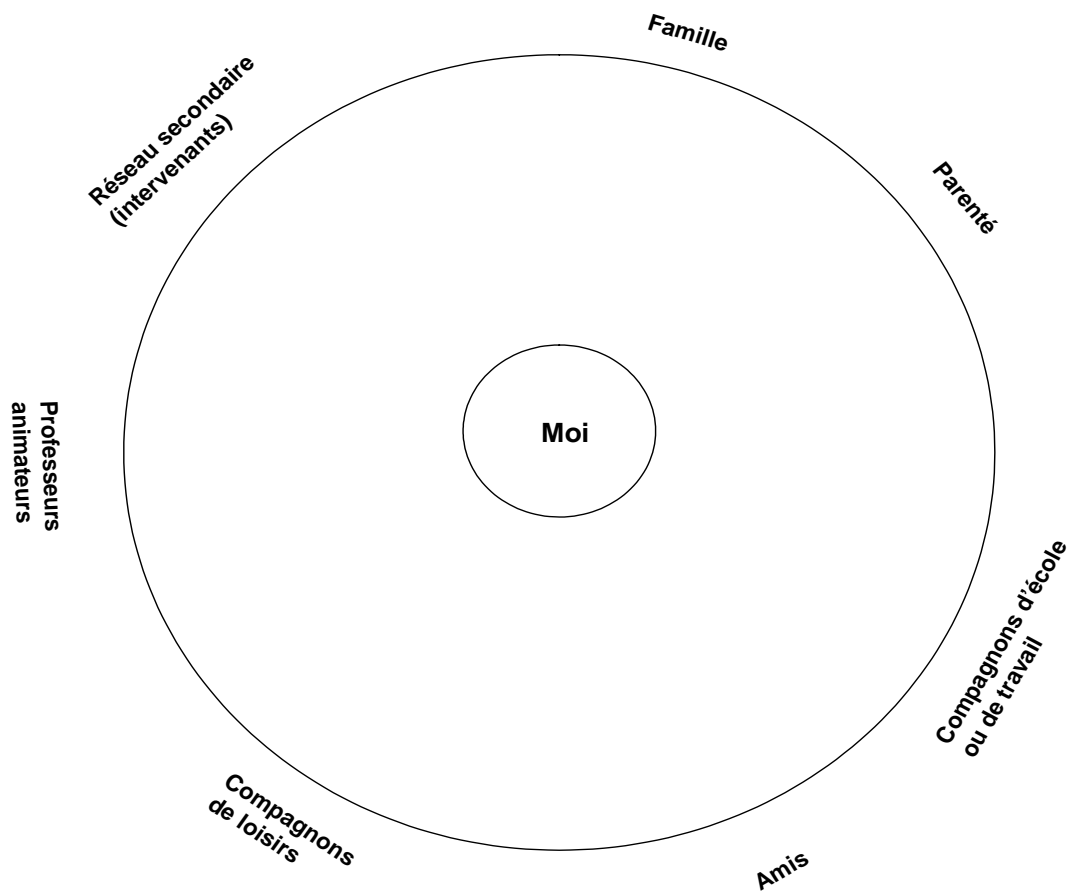 Famille
Parenté
Compagnons d'école
ou de travail
Amis
Compagnons
de loisirs
Professeurs
animateurs
Réseau secondaire
(intervenants)
Moi